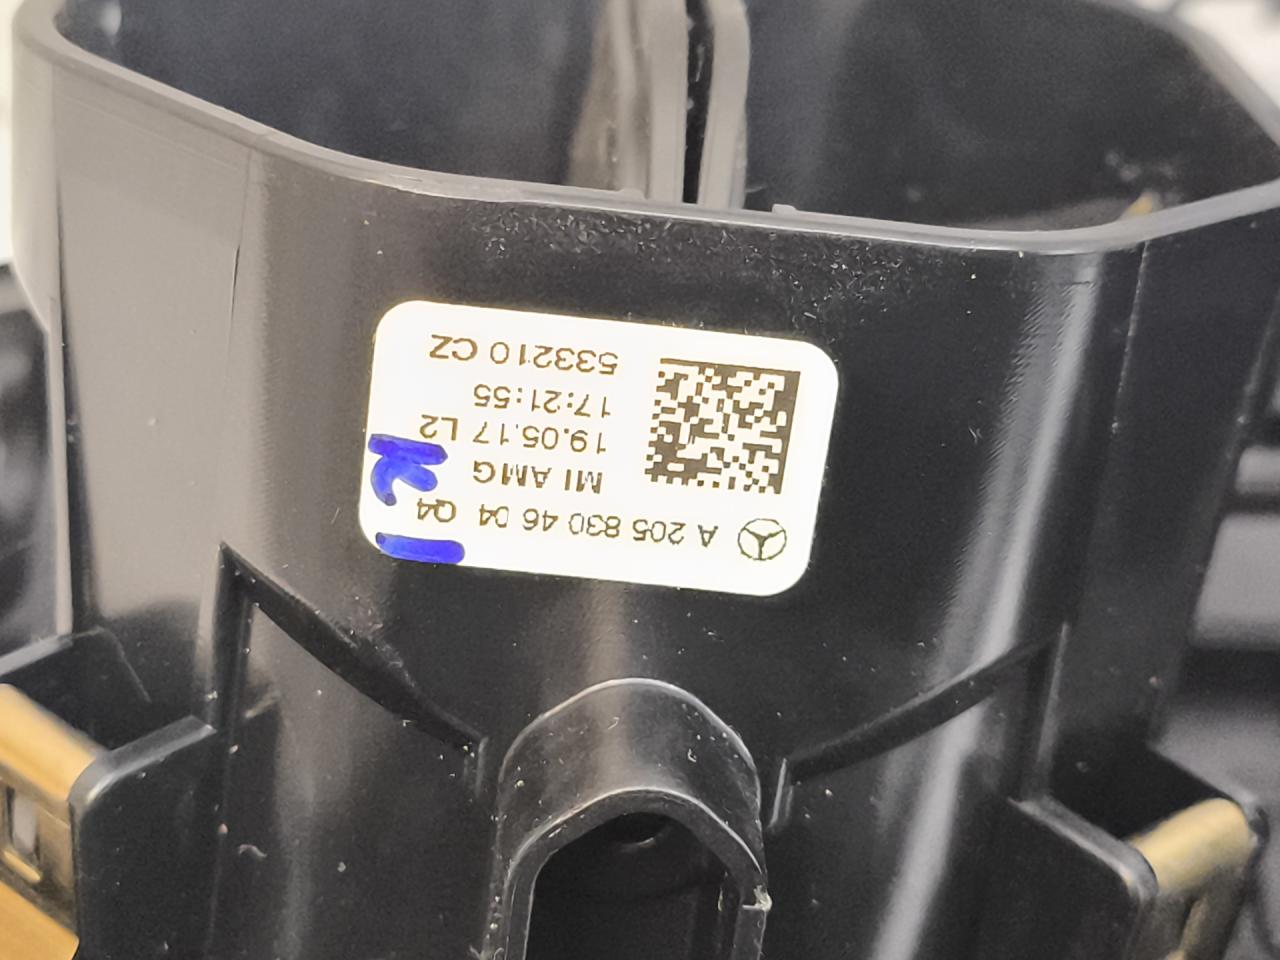 A 205 830 46 04 Q4
MI AMG
19.05.17 L2
17:21:55
533210 CZ